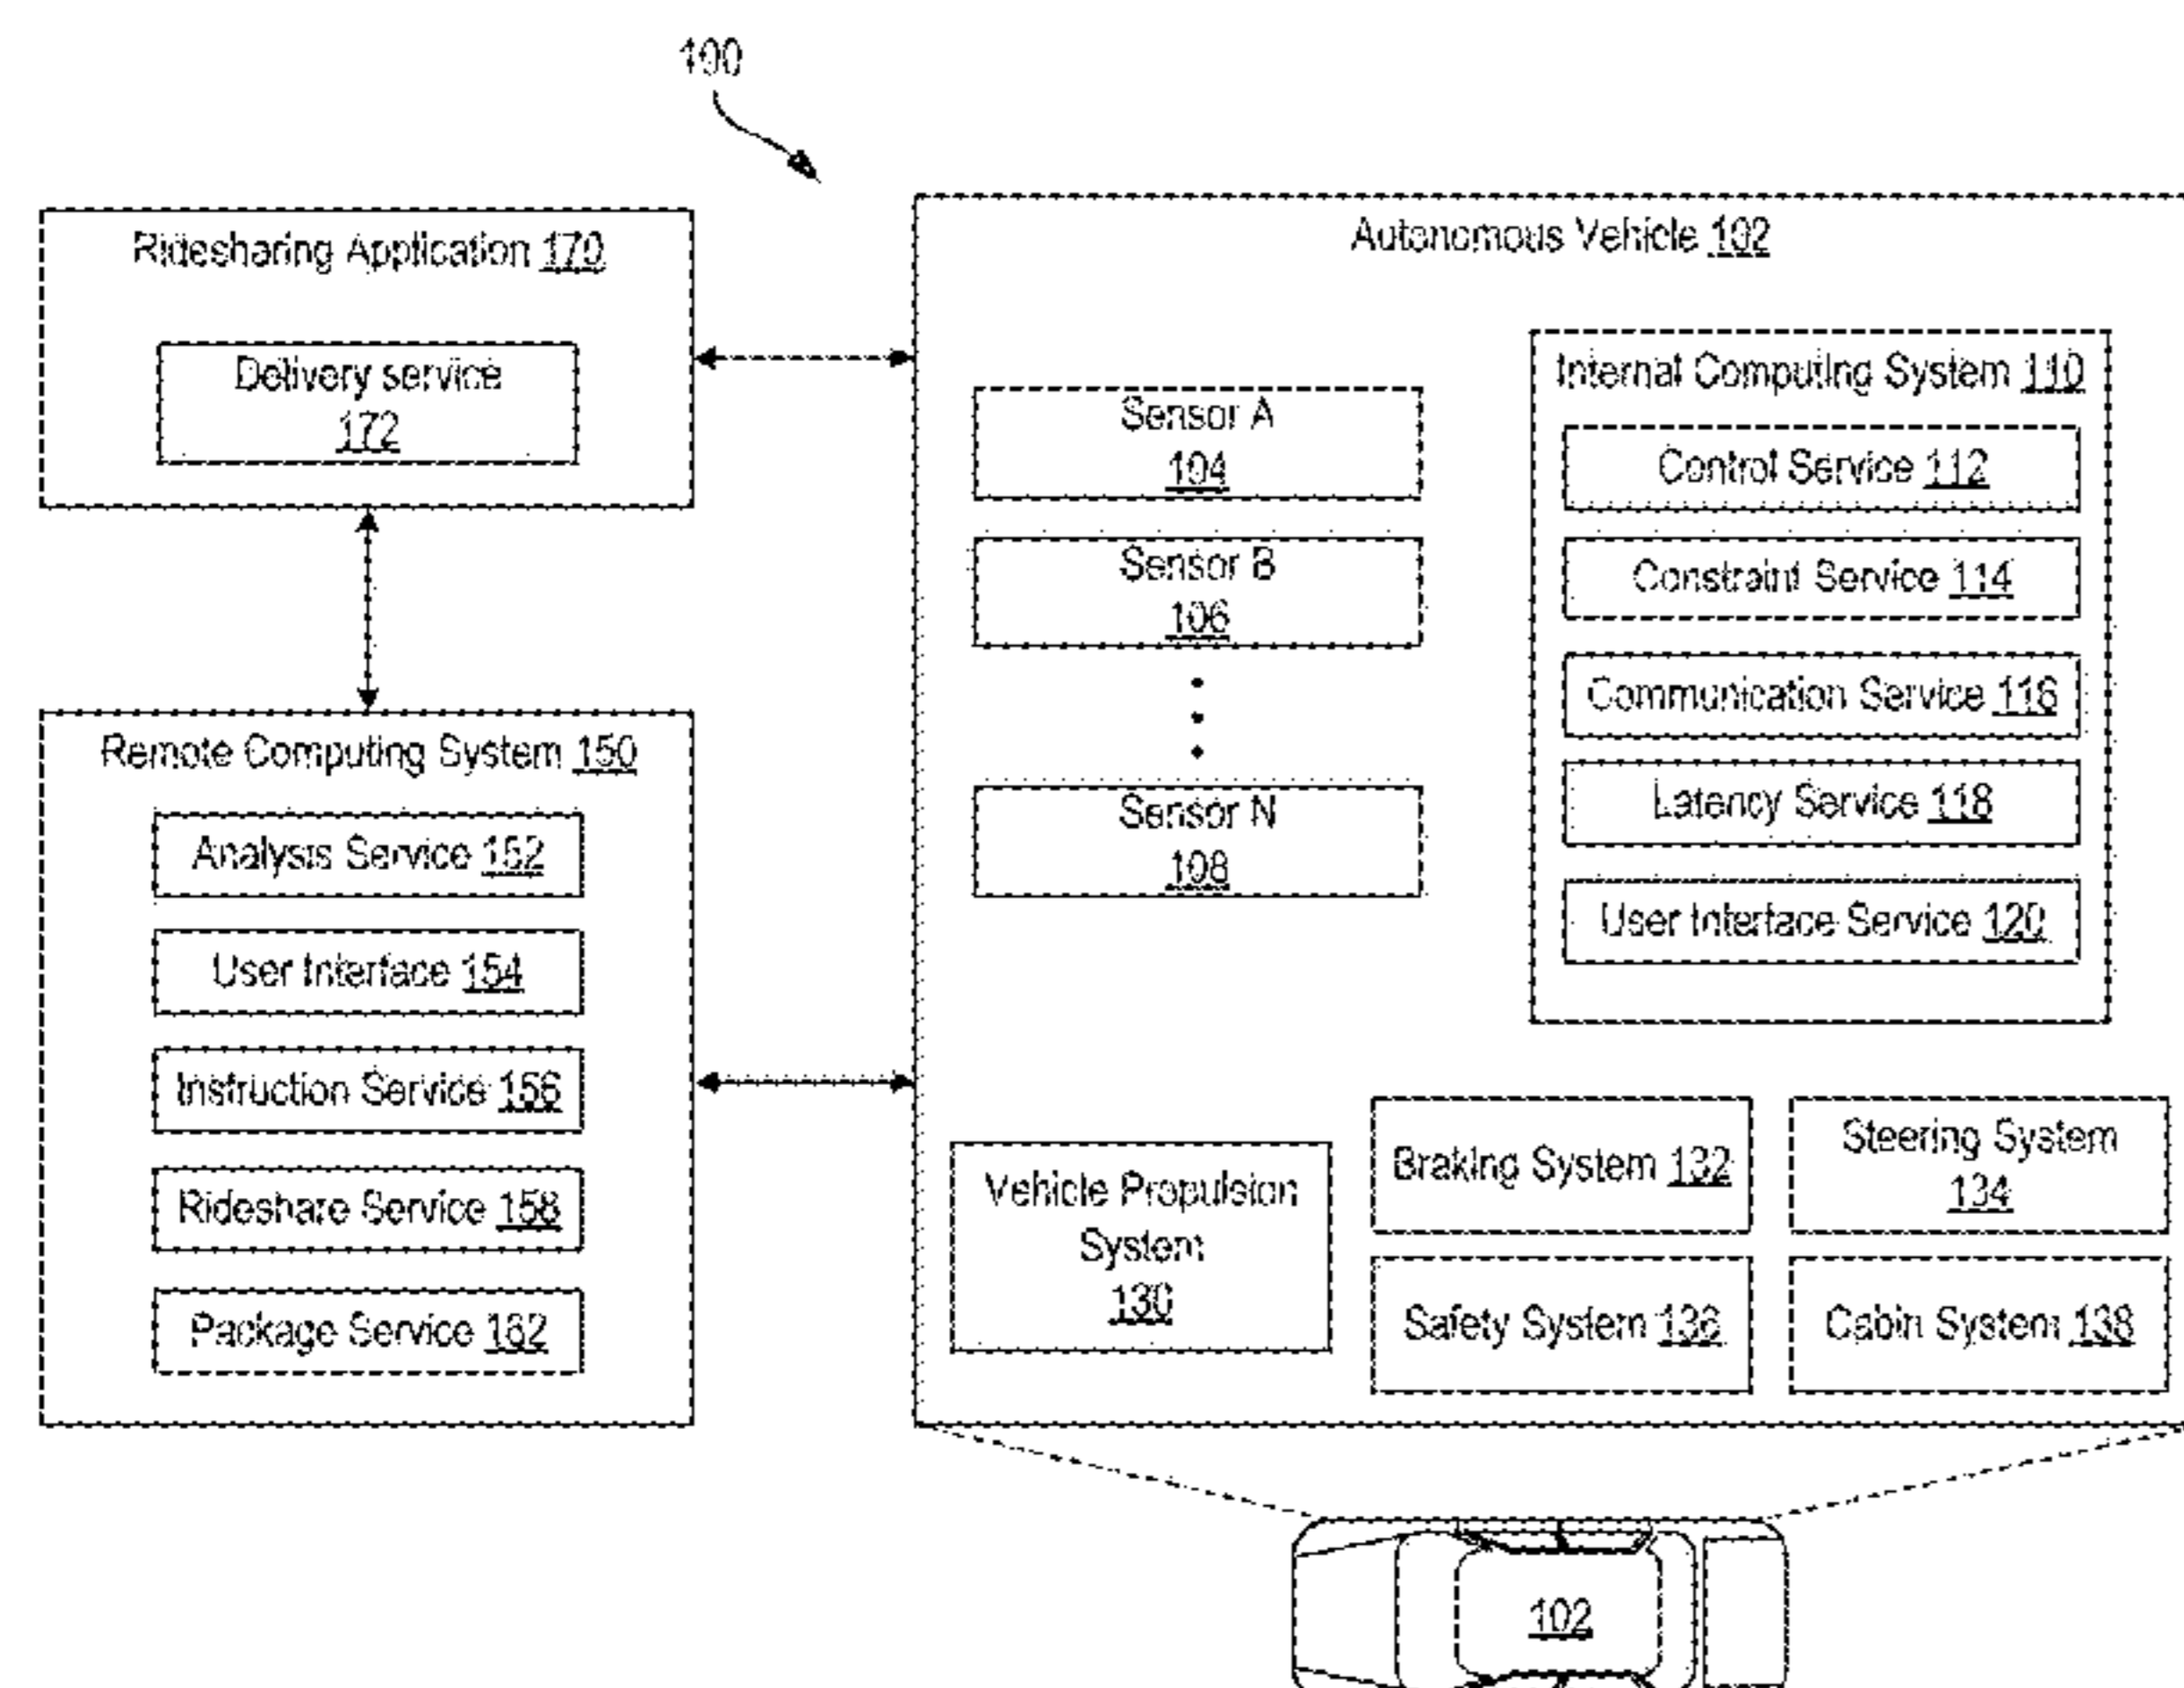 100
Ridesharing Application 170
Delivery service
172
Remote Computing System 150
Analysis Service 152
User Interface 154
Instruction Service 156
Rideshare Service 158
Package Service 162
Autonomous Vehicle 102
Sensor A
104
Sensor B
106
Sensor N
108
Internal Computing System 110
Control Service 112
Constraint Service 114
Communication Service 116
Latency Service 118
User Interface Service 120
Vehicle Propulsion
System
130
Braking System 132
Steering System
134
Safety System 136
Cabin System 138
102